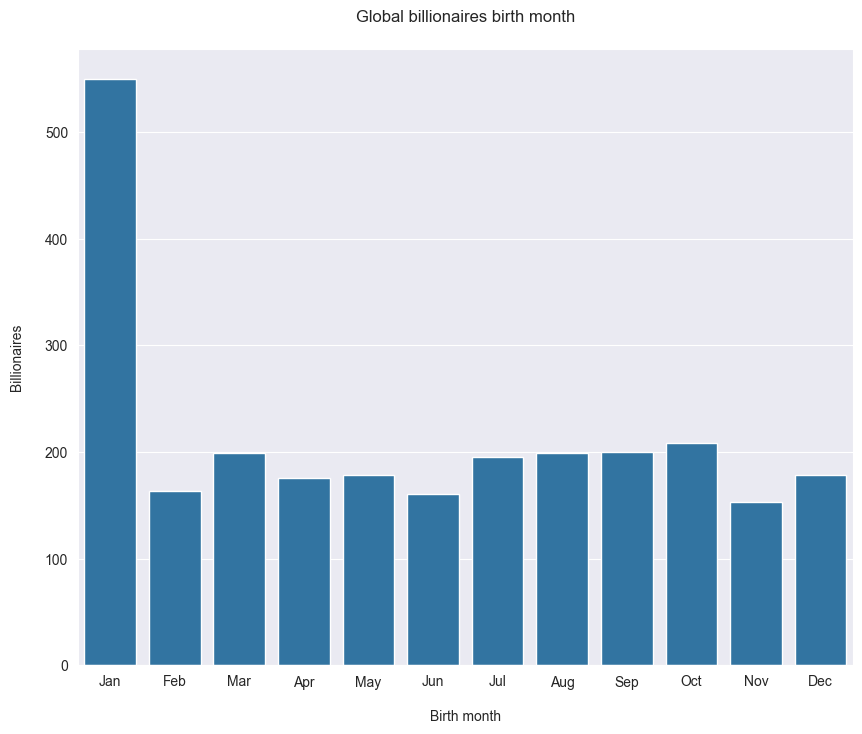 Global billionaires birth month
Billionaires
500
400
300
200
100
0
Jan Feb Mar Apr May Jun Jul Aug Sep Oct Nov Dec
Birth month